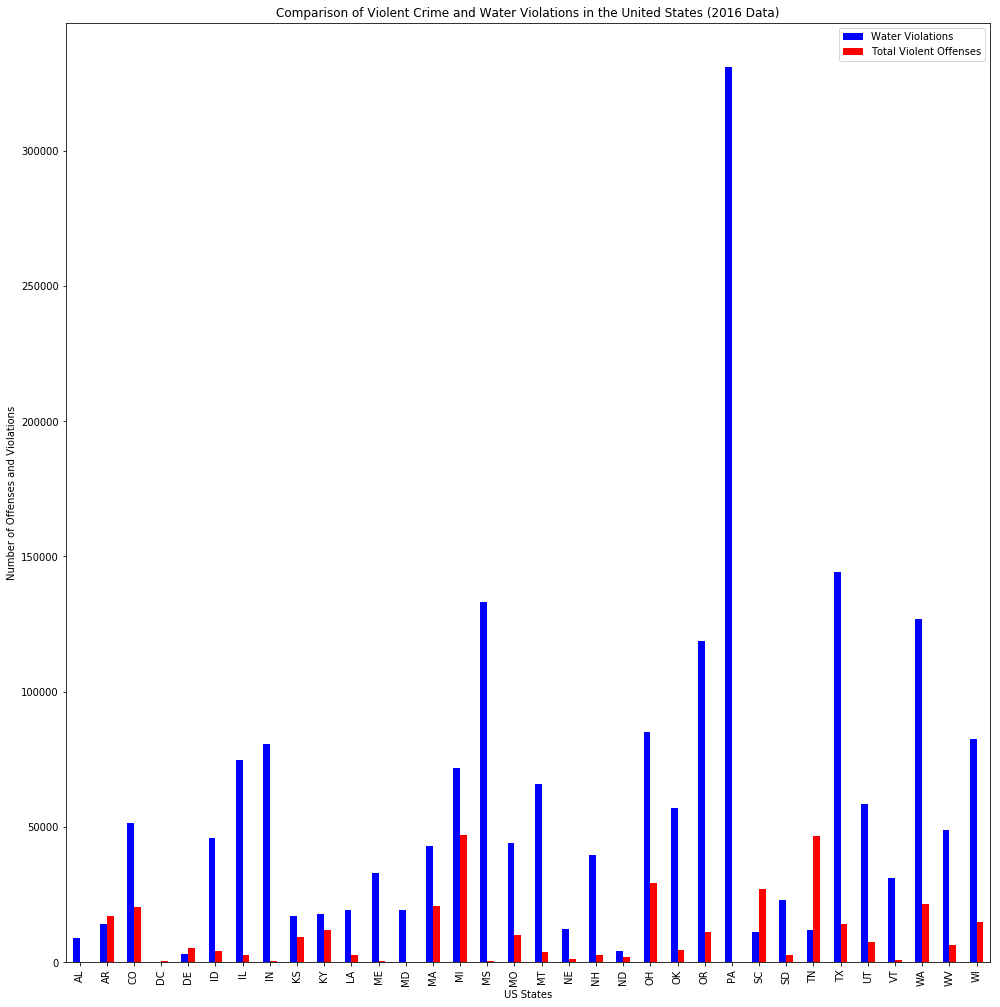 Comparison of Violent Crime and Water Violations in the United States (2016 Data)
Water Violations
Total Violent Offenses
300000
250000
200000
150000
100000
50000
0
Number of Offenses and Violations
AL AR CO DC DE ID IL IN KS KY LA ME MD MA MI MS MO MT NE NH ND OH OK OR PA SC SD TN TX UT VT WA WV WI
US States